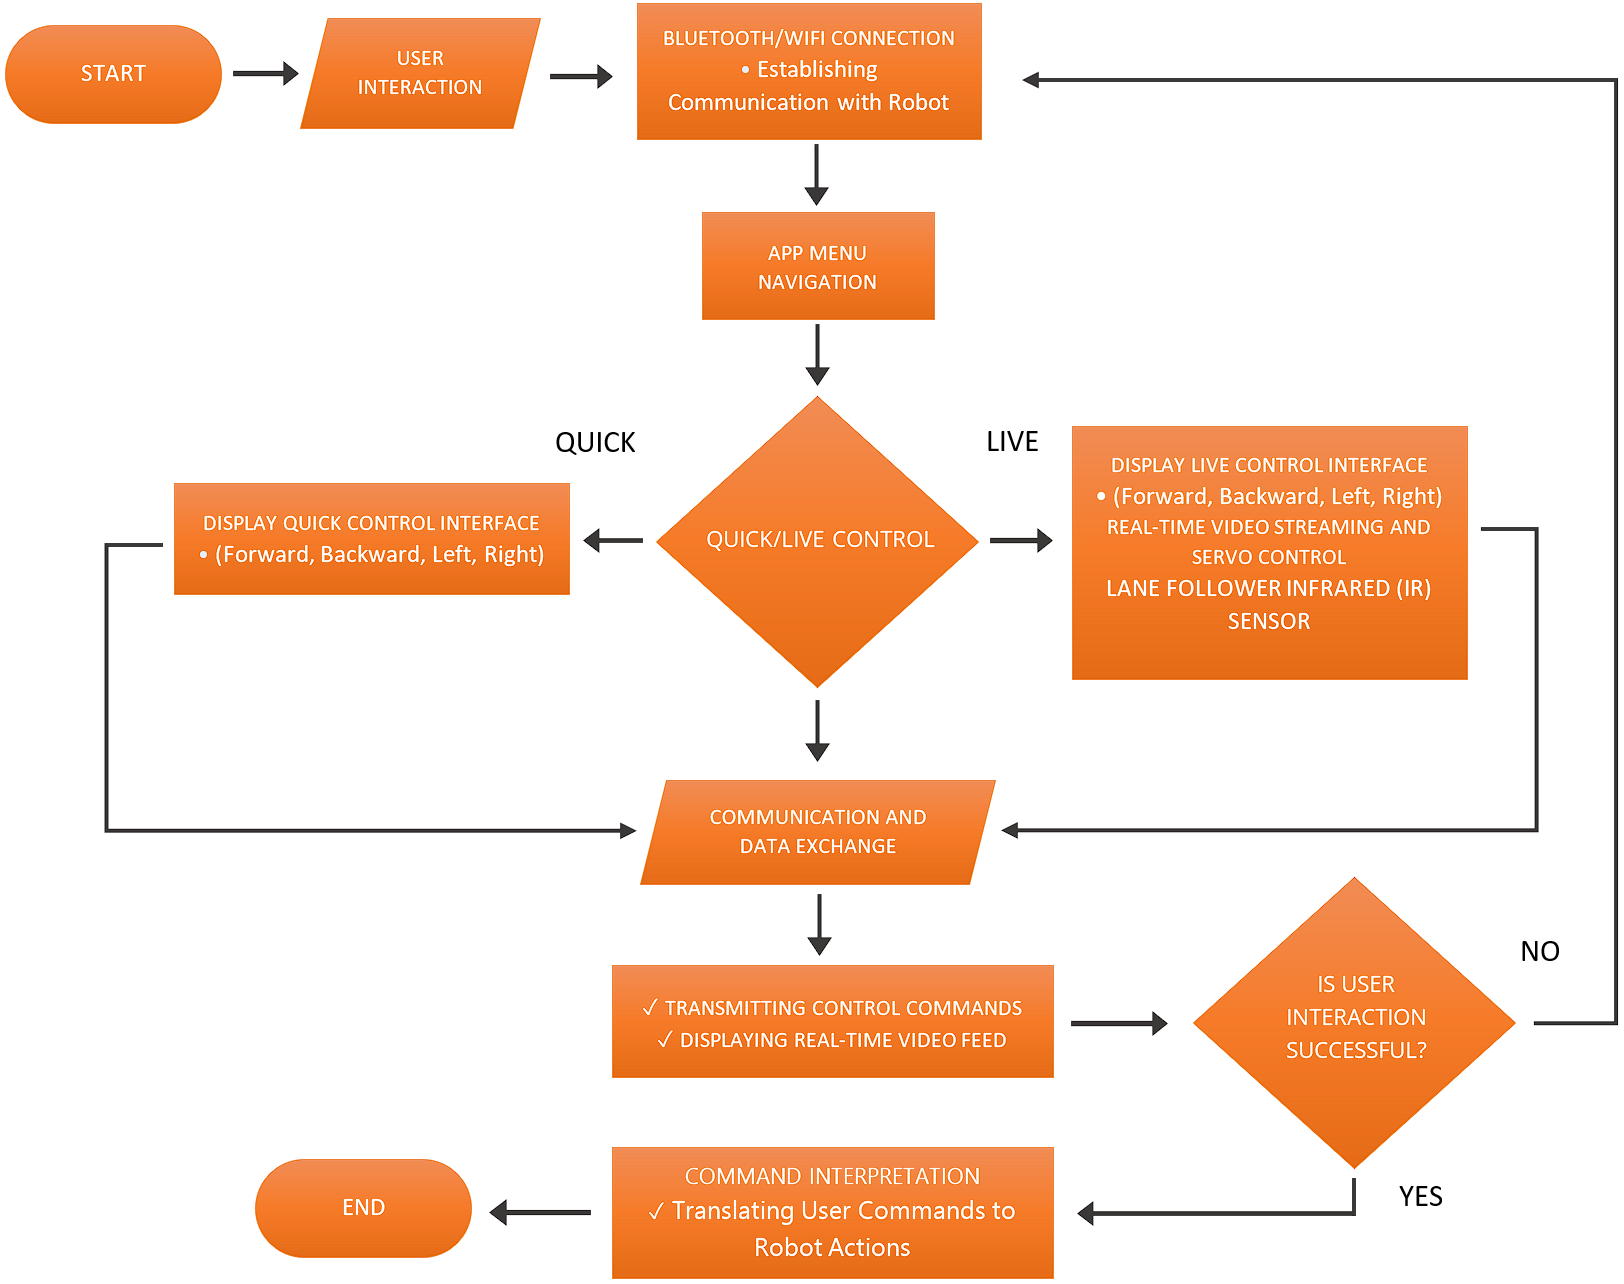 START
USER
INTERACTION
BLUETOOTH/WIFI CONNECTION
• Establishing
Communication with Robot
APP MENU
NAVIGATION
QUICK
LIVE
DISPLAY QUICK CONTROL INTERFACE
• (Forward, Backward, Left, Right)
QUICK/LIVE CONTROL
DISPLAY LIVE CONTROL INTERFACE
• (Forward, Backward, Left, Right)
REAL-TIME VIDEO STREAMING AND
SERVO CONTROL
LANE FOLLOWER INFRARED (IR)
SENSOR
COMMUNICATION AND
DATA EXCHANGE
✓ TRANSMITTING CONTROL COMMANDS
✓ DISPLAYING REAL-TIME VIDEO FEED
IS USER
INTERACTION
SUCCESSFUL?
NO
YES
COMMAND INTERPRETATION
✓ Translating User Commands to
Robot Actions
END